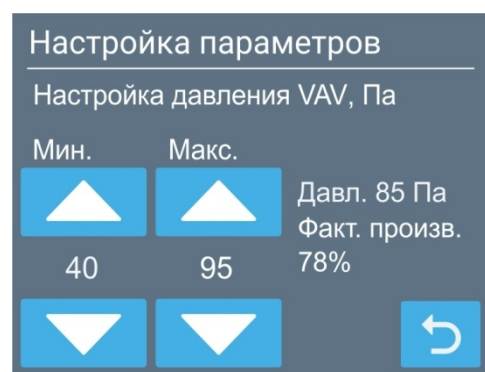 Настройка параметров
Настройка давления VAV, Па
Мин. Макс.
Давл. 85 Па
Факт. произв.
78%
40 95